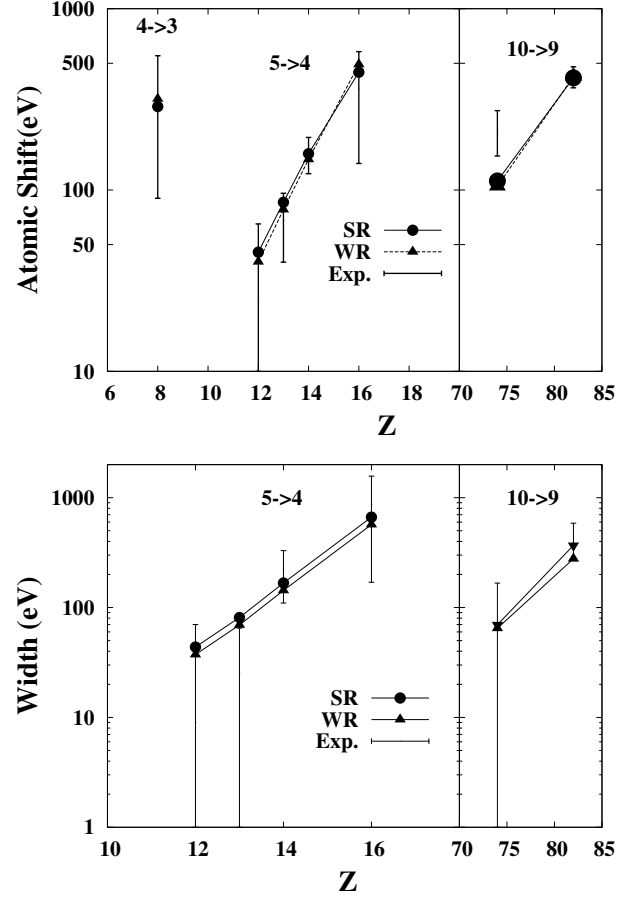 1000
4->3
5->4
10->9
500
100
50
10
Atomic Shift(eV)
SR
WR
Exp.
6 8 10 12 14 16 18 70 75 80 85
Z
1000
5->4
10->9
100
10
1
Width (eV)
SR
WR
Exp.
10 12 14 16 70 75 80 85
Z